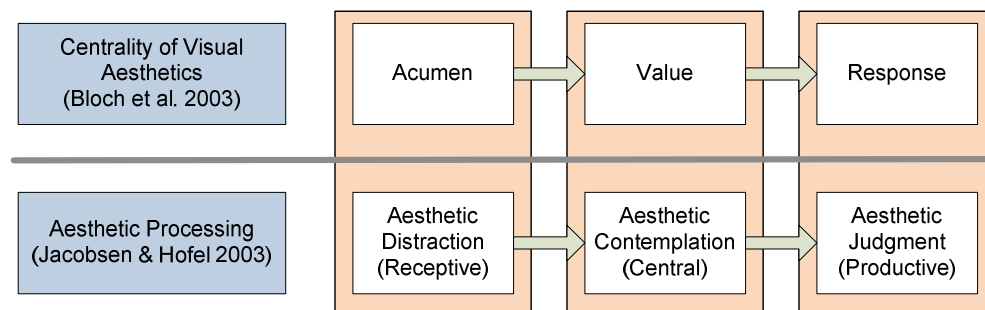 Centrality of Visual
Aesthetics
(Bloch et al. 2003)
Acumen
Value
Response
Aesthetic Processing
(Jacobsen & Hofel 2003)
Aesthetic
Distraction
(Receptive)
Aesthetic
Contemplation
(Central)
Aesthetic
Judgment
(Productive)